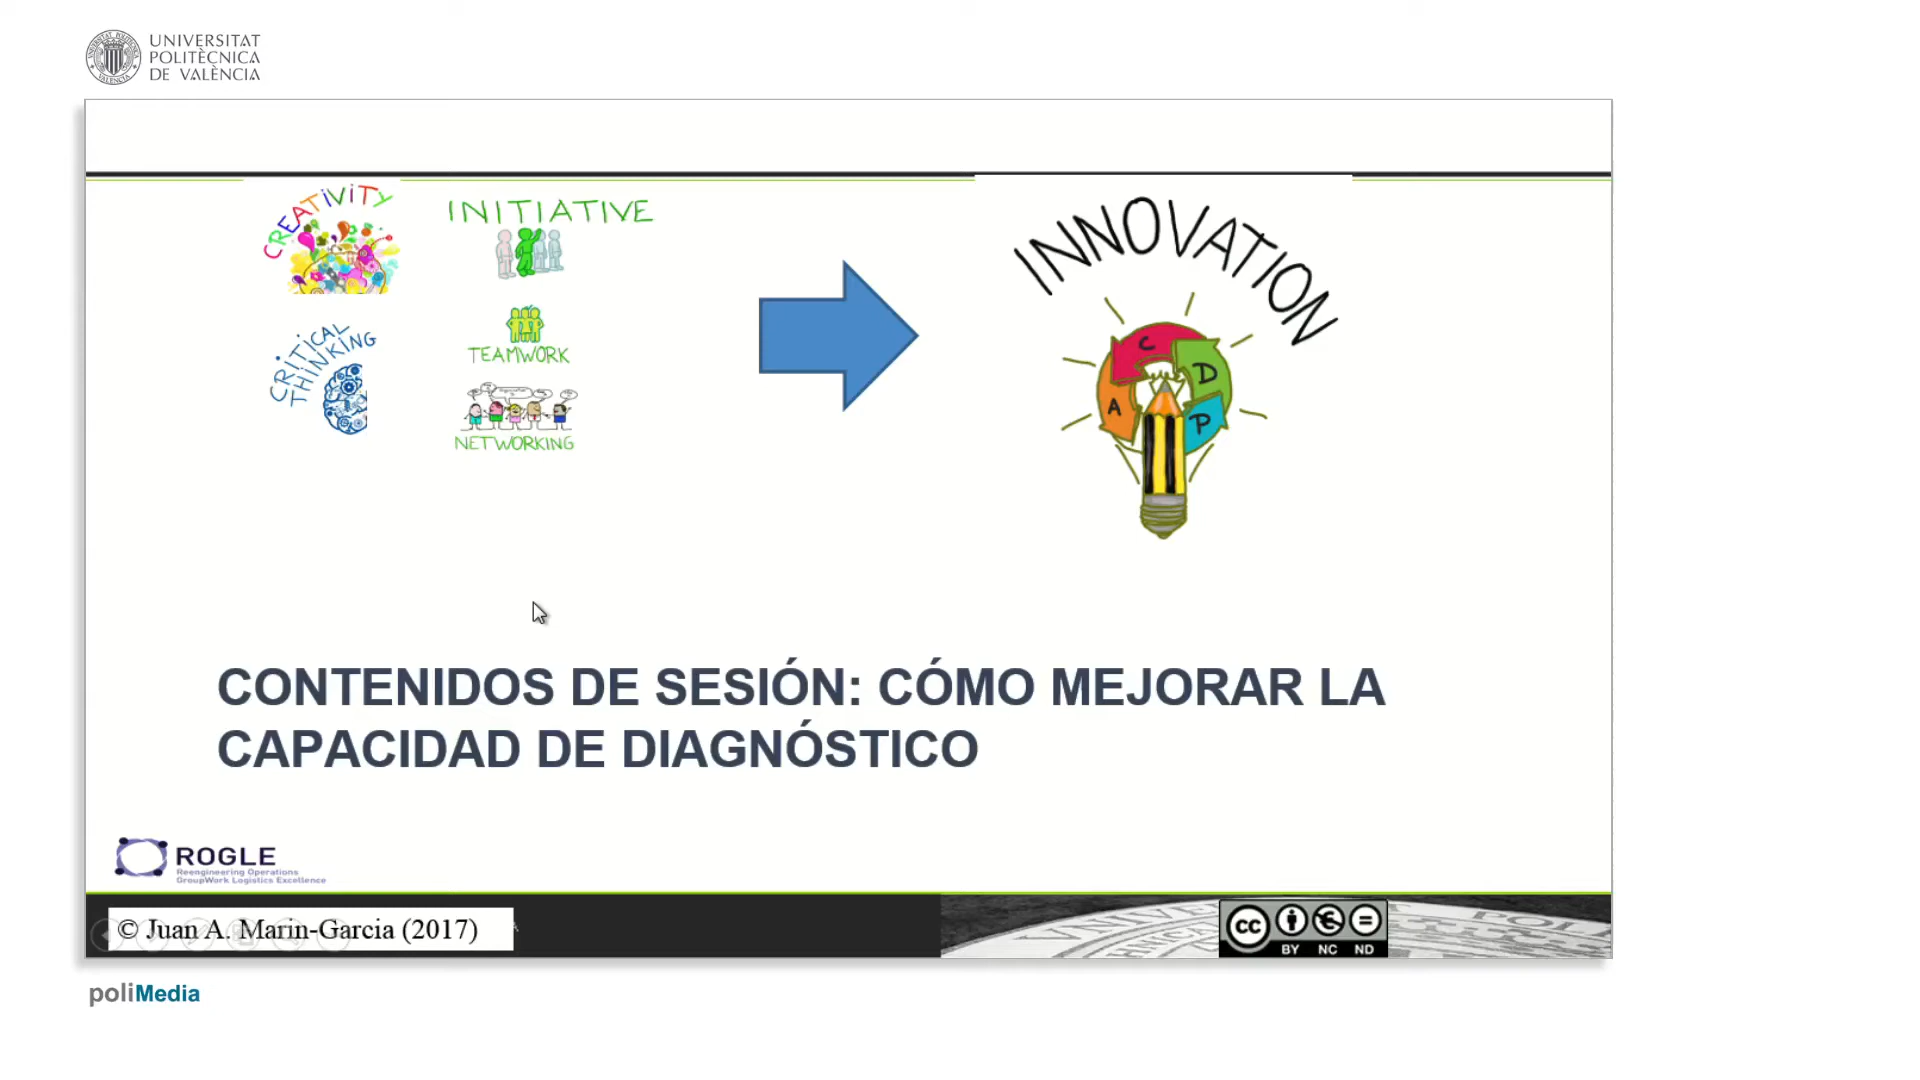 UNIVERSITAT
POLITÈCNICA
DE VALÈNCIA
CREATIVITY
INITIATIVE
CRITICAL
THINKING
TEAMWORK
NETWORKING
INNOVATION
C
D
A
P
CONTENIDOS DE SESIÓN: CÓMO MEJORAR LA
CAPACIDAD DE DIAGNÓSTICO
ROGLE
Reengineering Operations
GroupWork Logistics Excellence
© Juan A. Marin-Garcia (2017)
cc
BY NC ND
poliMedia